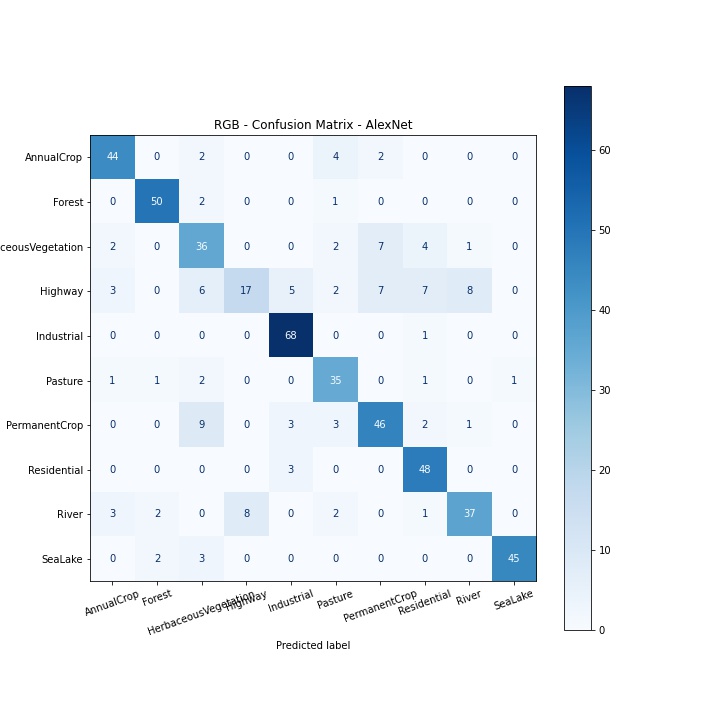 RGB - Confusion Matrix - AlexNet
AnnualCrop 44 0 2 0 0 4 2 0 0 0
Forest 0 50 2 0 0 1 0 0 0 0
ceousVegetation 2 0 36 0 0 2 7 4 1 0
Highway 3 0 6 17 5 2 7 7 8 0
Industrial 0 0 0 0 68 0 0 1 0 0
Pasture 1 1 2 0 0 35 0 1 0 1
PermanentCrop 0 0 9 0 3 3 46 2 1 0
Residential 0 0 0 0 3 0 0 48 0 0
River 3 2 0 8 0 2 0 1 37 0
SeaLake 0 2 3 0 0 0 0 0 0 45
AnnualCrop Forest HerbaceousVegetation Highway Industrial Pasture PermanentCrop Residential River SeaLake
Predicted label
60
50
40
30
20
10
0